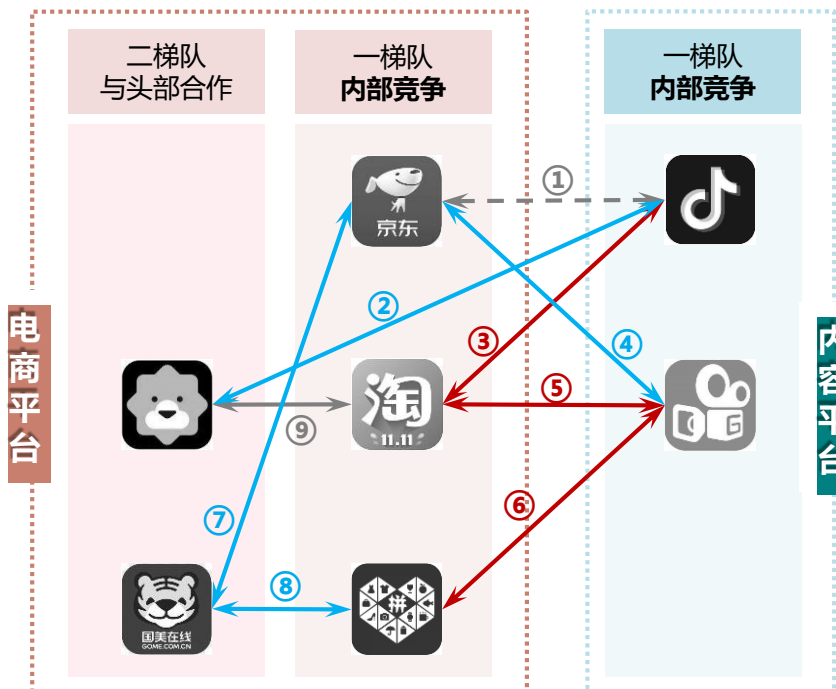 二梯队
与头部合作
一梯队
内部竞争
一梯队
内部竞争
电商平台
内容平台
京东
①
②
③
④
淘
11.11
⑤
⑨
⑥
⑦
⑧
国美在线
GOME.COM.CN
拼